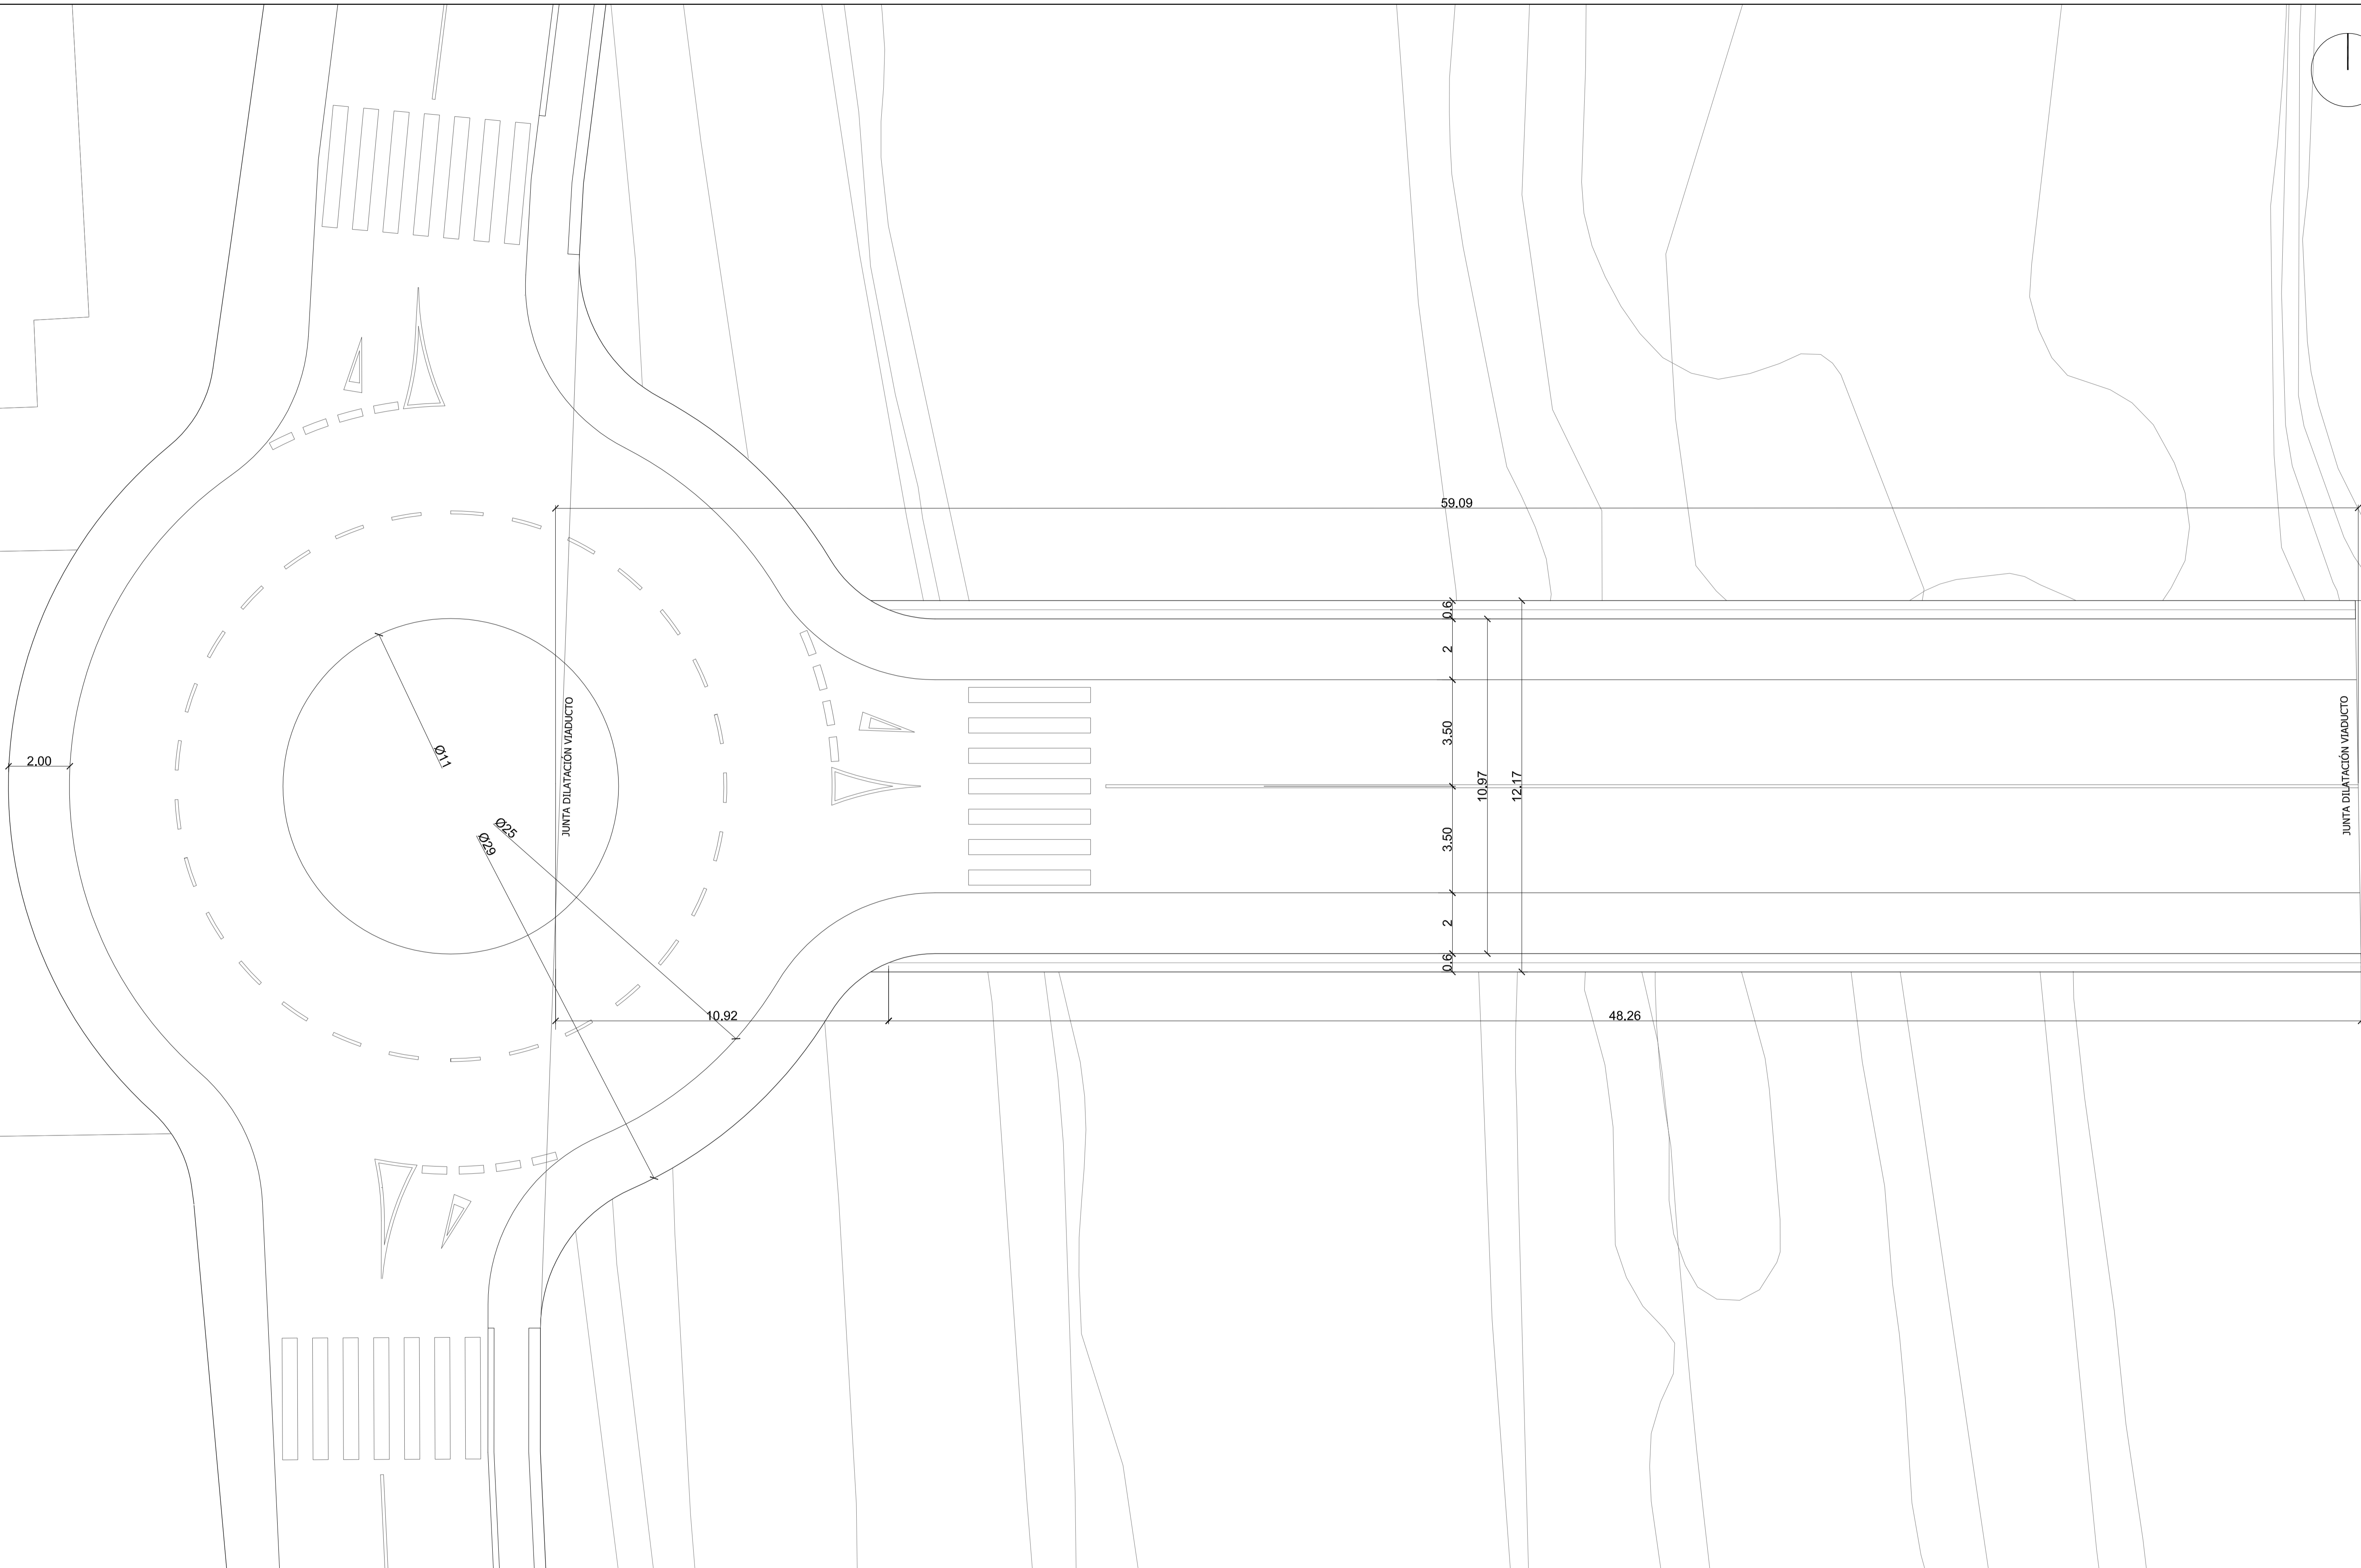 59.09
0.6
2
3.50
JUNTA DILATACIÓN VIADUCTO
JUNTA DILATACIÓN VIADUCTO
Ø11
2.00
10.97
12.17
Ø25
Ø29
3.50
2
0.6
10.92
48.26